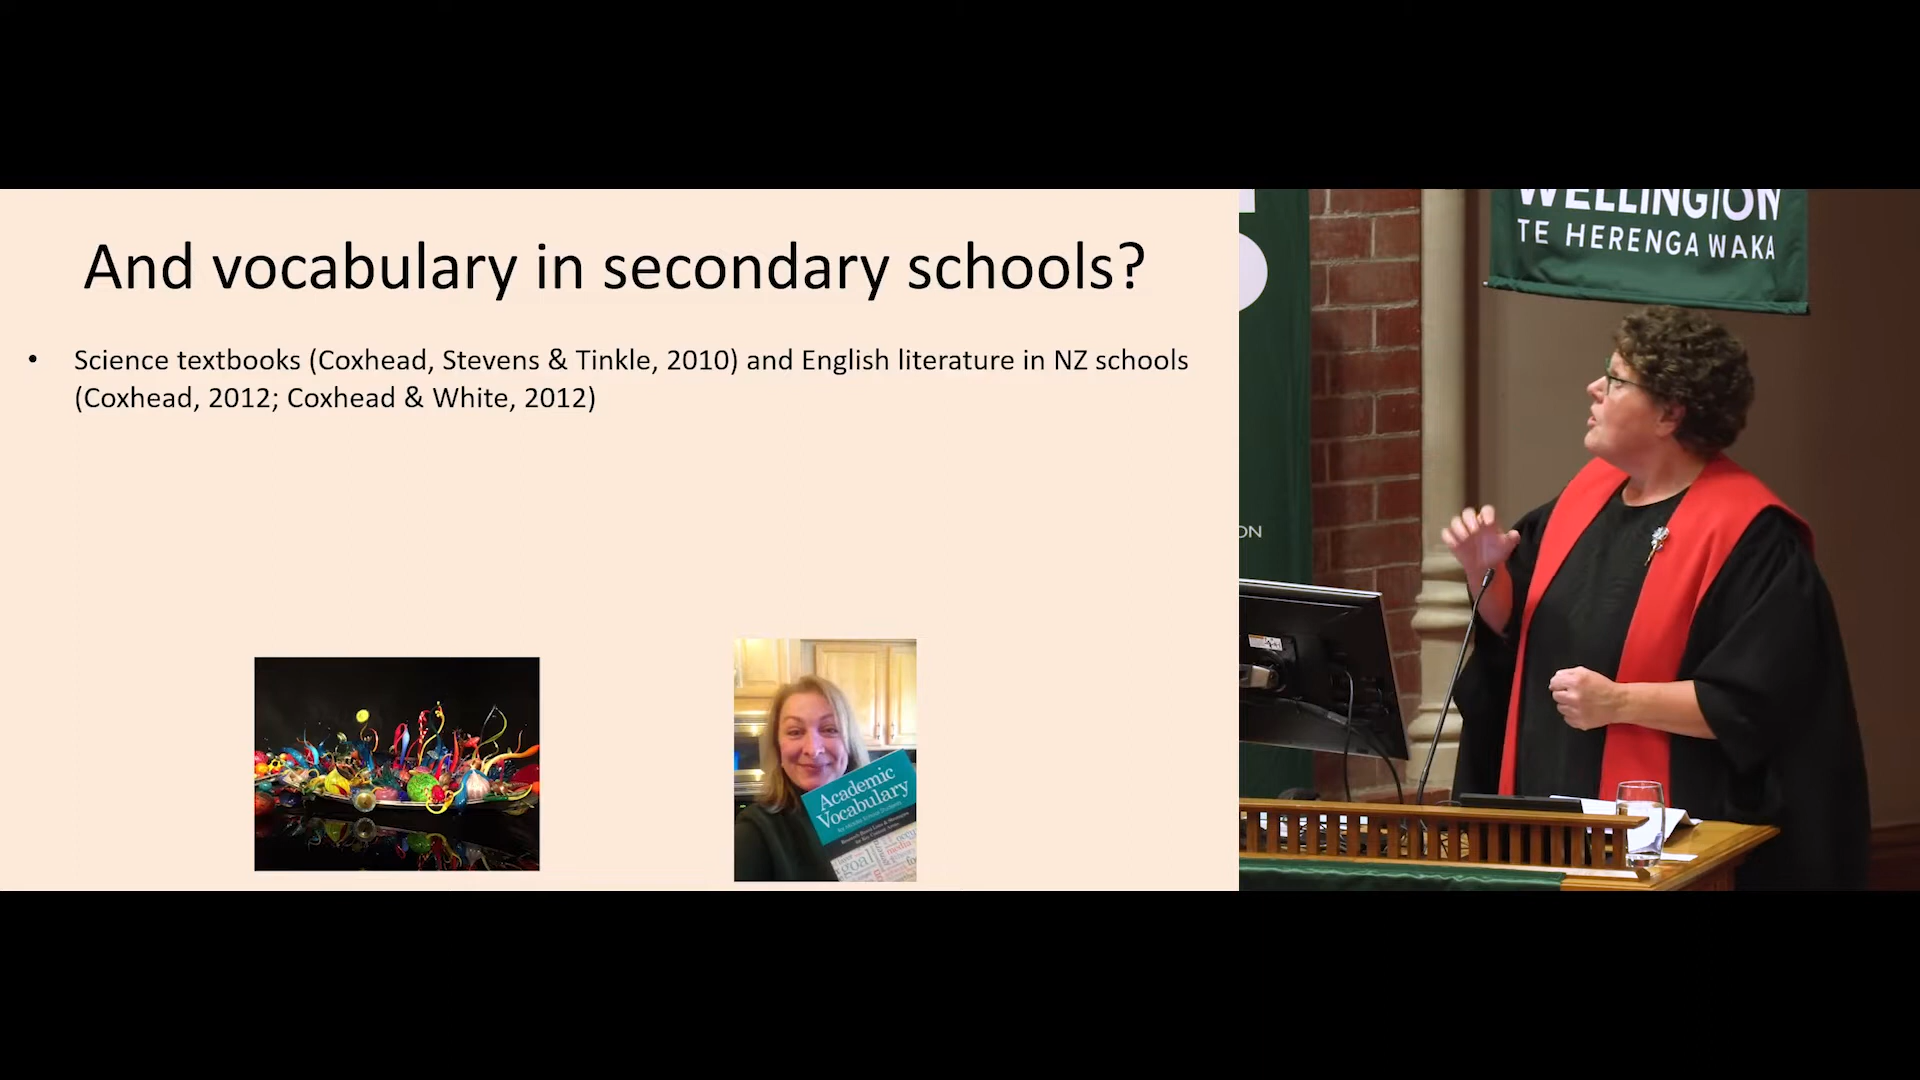 And vocabulary in secondary schools?
• Science textbooks (Coxhead, Stevens & Tinkle, 2010) and English literature in NZ schools
(Coxhead, 2012; Coxhead & White, 2012)
Academic
Vocabulary
goal
media
WELLINGTON
TE HERENGA WAKA
ON